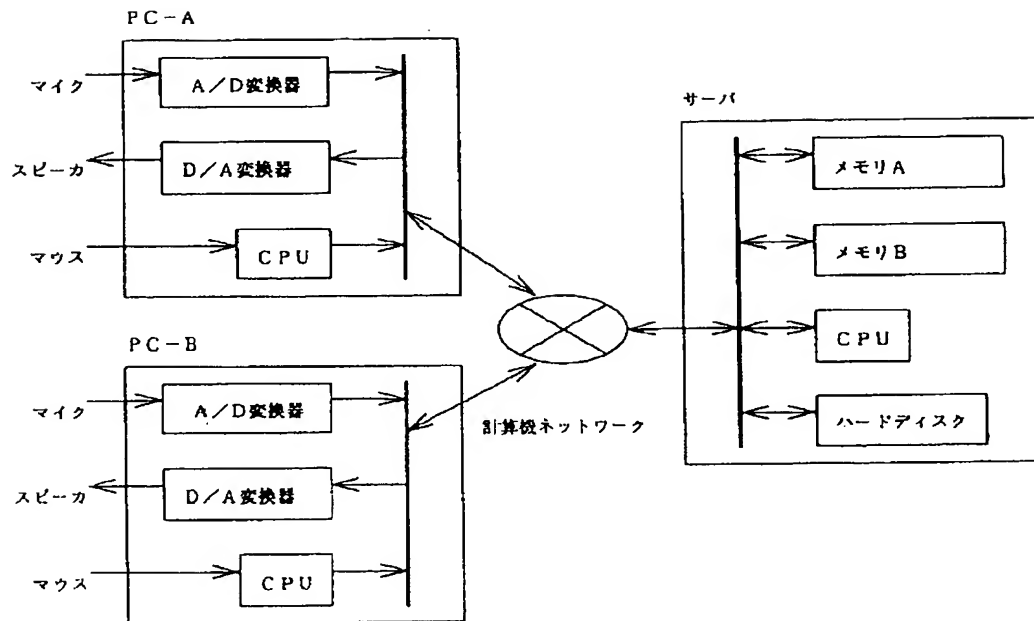 PC-A
マイク
A/D変換器
スピーカ
D/A変換器
マウス
CPU
PC-B
マイク
A/D変換器
スピーカ
D/A変換器
マウス
CPU
計算機ネットワーク
サーバ
メモリA
メモリB
CPU
ハードディスク